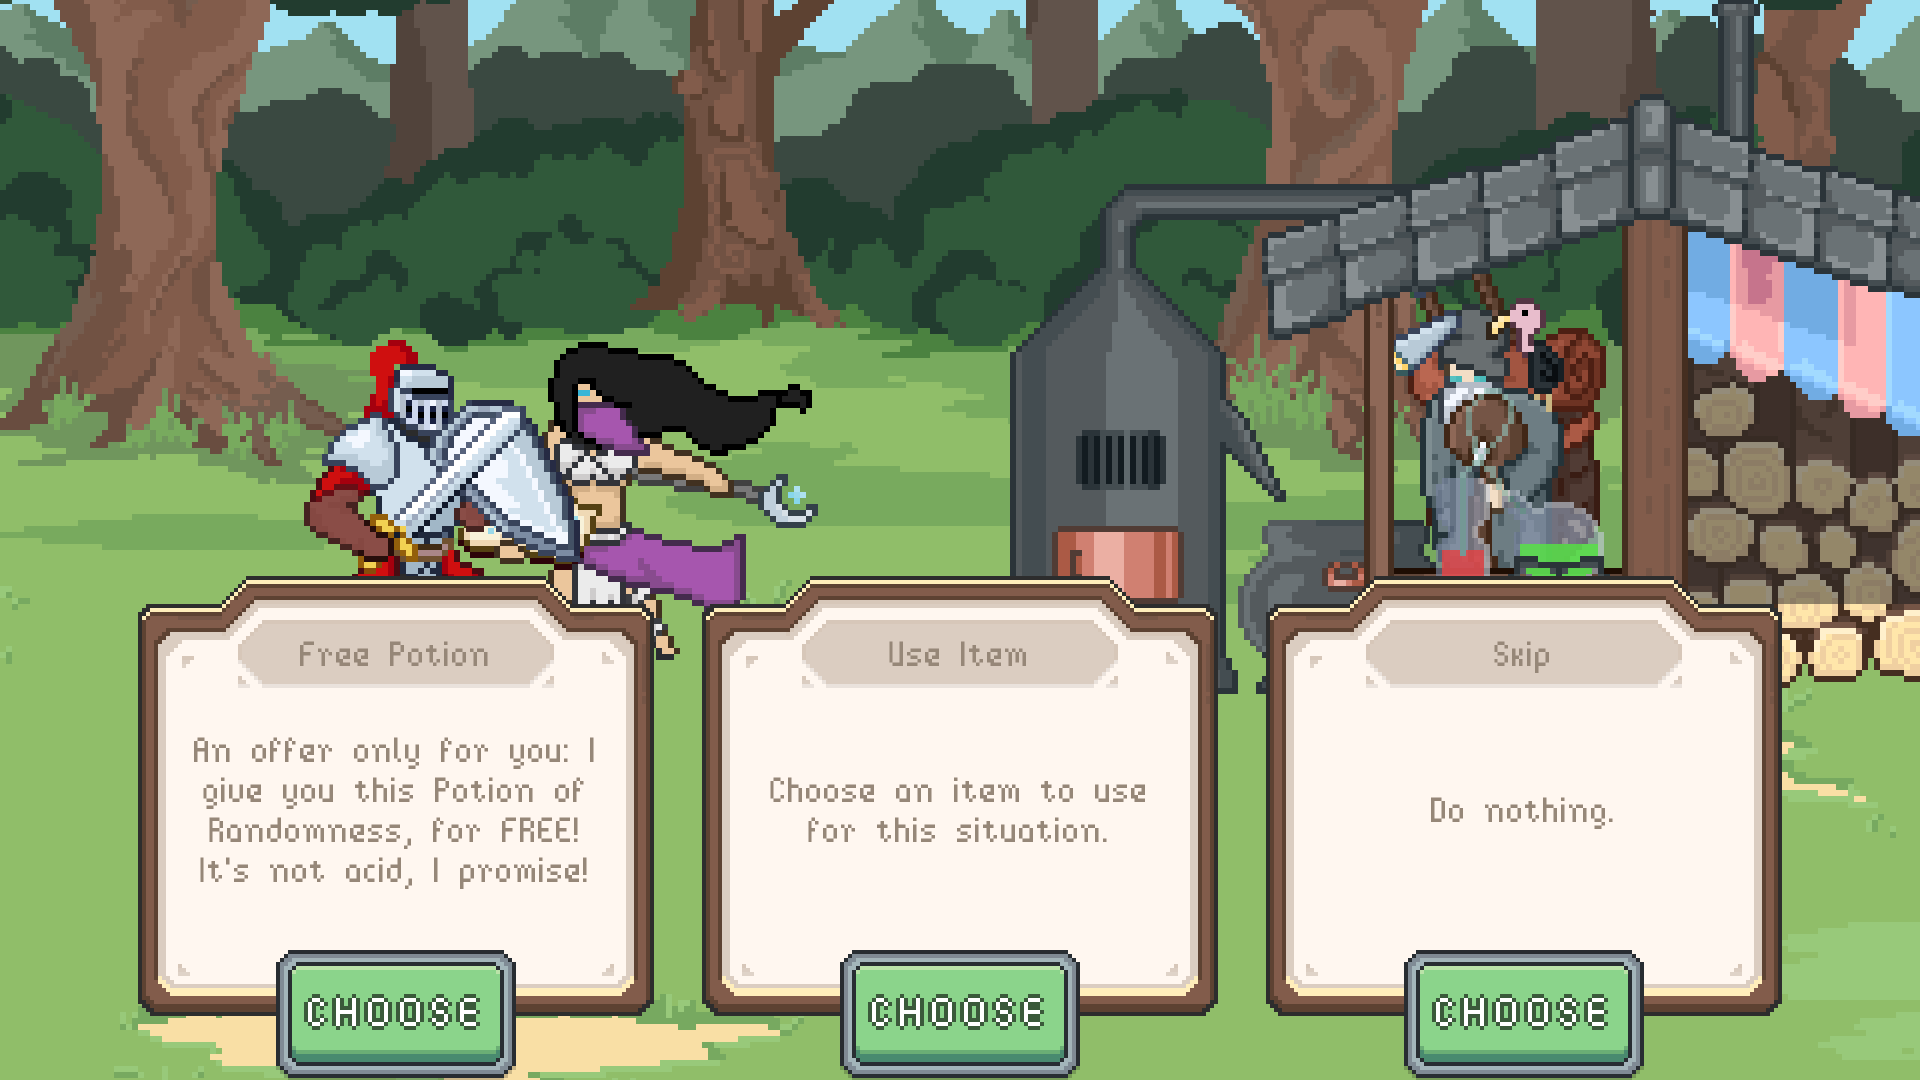 Free Potion
An offer only for you: I
give you this Potion of
Randomness, for FREE!
It's not acid, I promise!
CHOOSE
Use Item
Choose an item to use
for this situation.
CHOOSE
Skip
Do nothing.
CHOOSE